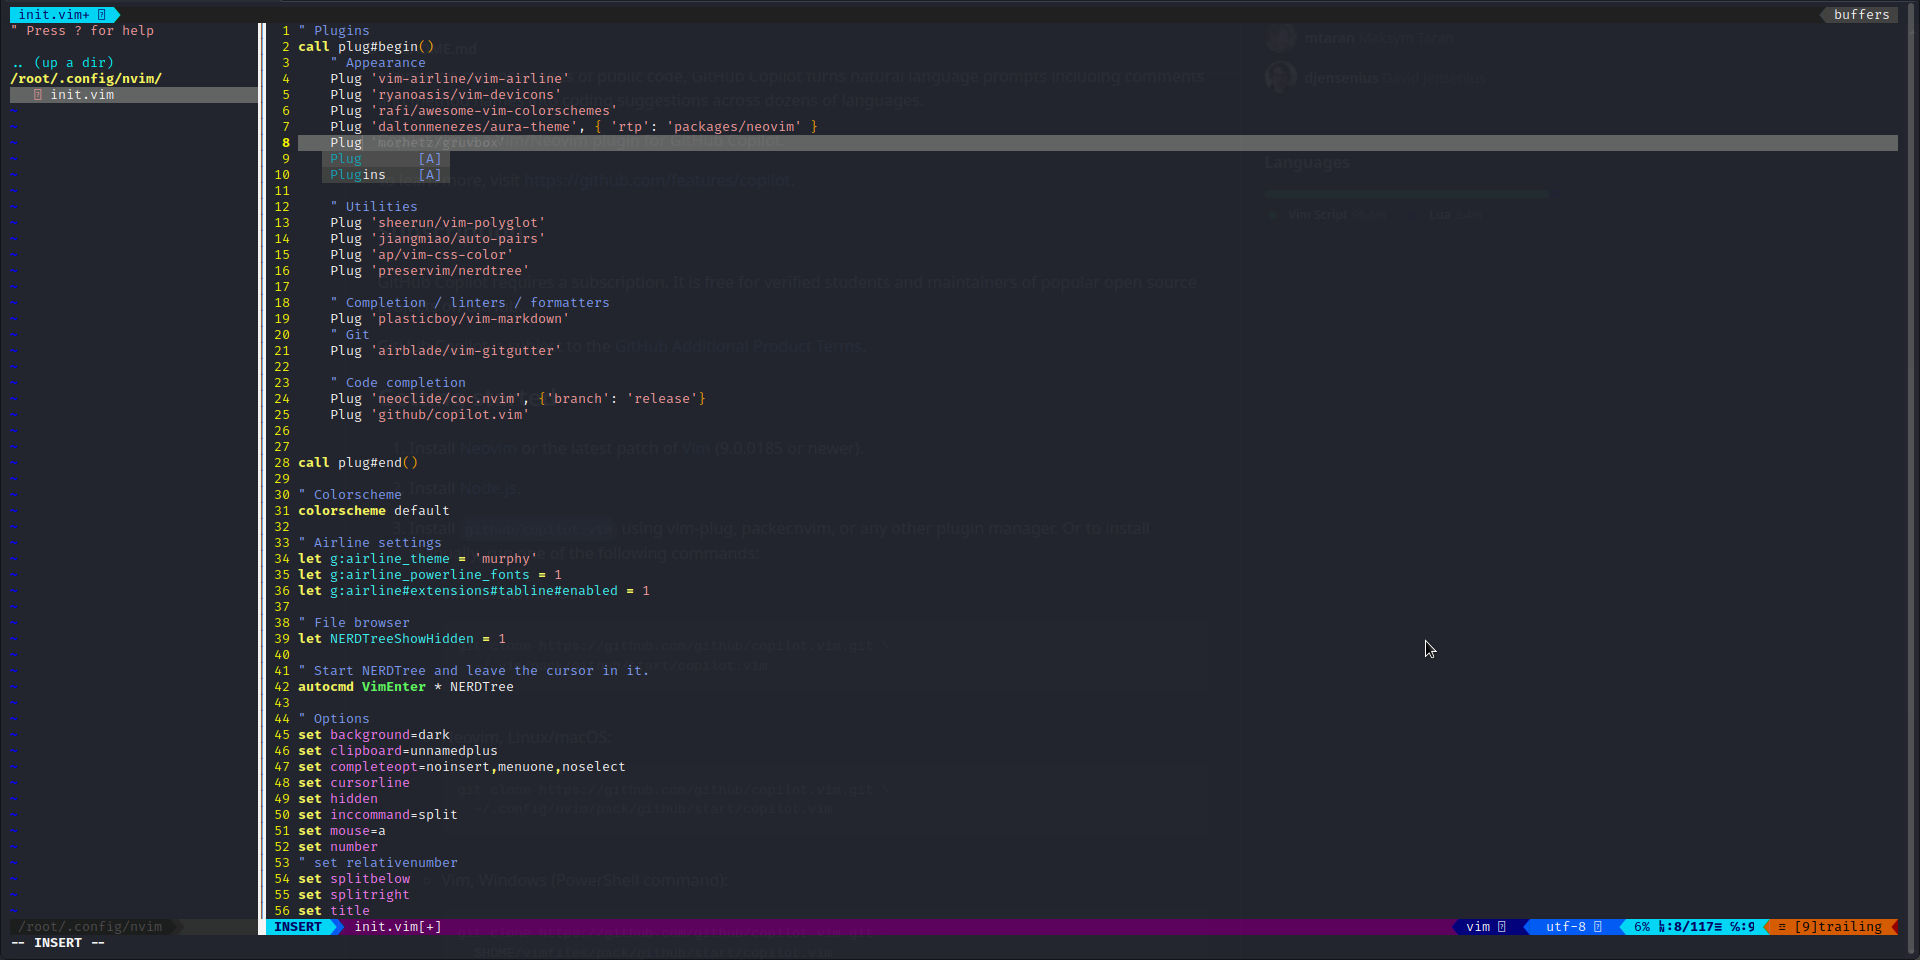 init.vim+
buffers
" Press ? for help
.. (up a dir)
/root/.config/nvim/
init.vim
1 " Plugins
2 call plug#begin()
3 " Appearance
4 Plug 'vim-airline/vim-airline'
5 Plug 'ryanoasis/vim-devicons'
6 Plug 'rafi/awesome-vim-colorschemes'
7 Plug 'daltonmenezes/aura-theme', { 'rtp': 'packages/neovim' }
8 Plug 'morhetz/gruvbox'
9 Plug [A]
10 Plugins [A]
11
12 " Utilities
13 Plug 'sheerun/vim-polyglot'
14 Plug 'jiangmiao/auto-pairs'
15 Plug 'ap/vim-css-color'
16 Plug 'preservim/nerdtree'
17
18 " Completion / linters / formatters
19 Plug 'plasticboy/vim-markdown'
20 " Git
21 Plug 'airblade/vim-gitgutter'
22
23 " Code completion
24 Plug 'neoclide/coc.nvim', {'branch': 'release'}
25 Plug 'github/copilot.vim'
26
27
28 call plug#end()
29
30 " Colorscheme
31 colorscheme default
32
33 " Airline settings
34 let g:airline_theme = 'murphy'
35 let g:airline_powerline_fonts = 1
36 let g:airline#extensions#tabline#enabled = 1
37
38 " File browser
39 let NERDTreeShowHidden = 1
40
41 " Start NERDTree and leave the cursor in it.
42 autocmd VimEnter * NERDTree
43
44 " Options
45 set background=dark
46 set clipboard=unnamedplus
47 set completeopt=noinsert,menuone,noselect
48 set cursorline
49 set hidden
50 set inccommand=split
51 set mouse=a
52 set number
53 " set relativenumber
54 set splitbelow
55 set splitright
56 set title
/root/.config/nvim
INSERT init.vim[+]
vim utf-8 6% :8/117≡ ℅:9 [9]trailing
-- INSERT --